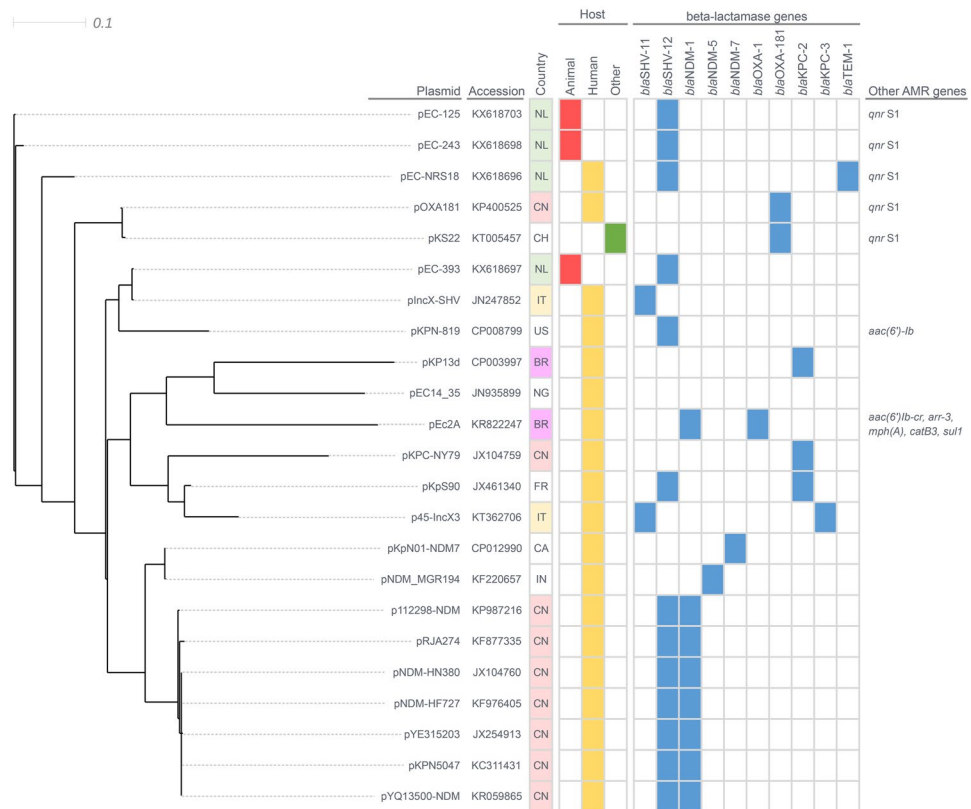 0.1
Host
beta-lactamase genes
Plasmid Accession Country Animal Human Other blaSHV-11 blaSHV-12 blaNDM-1 blaNDM-5 blaNDM-7 blaOXA-1 blaOXA-181 blaKPC-2 blaKPC-3 blaTEM-1 Other AMR genes
pEC-125 KX618703 NL qnr S1
pEC-243 KX618698 NL qnr S1
pEC-NRS18 KX618696 NL qnr S1
pOXA181 KP400525 CN qnr S1
pKS22 KT005457 CH qnr S1
pEC-393 KX618697 NL
pIncX-SHV JN247852 IT
pKPN-819 CP008799 US aac(6')-Ib
pKP13d CP003997 BR
pEC14_35 JN935899 NG
pEc2A KR822247 BR aac(6')Ib-cr, arr-3,
mph(A), catB3, sul1
pKPC-NY79 JX104759 CN
pKpS90 JX461340 FR
p45-IncX3 KT362706 IT
pKpN01-NDM7 CP012990 CA
pNDM_MGR194 KF220657 IN
p112298-NDM KP987216 CN
pRJA274 KF877335 CN
pNDM-HN380 JX104760 CN
pNDM-HF727 KF976405 CN
pYE315203 JX254913 CN
pKPN5047 KC311431 CN
pYQ13500-NDM KR059865 CN